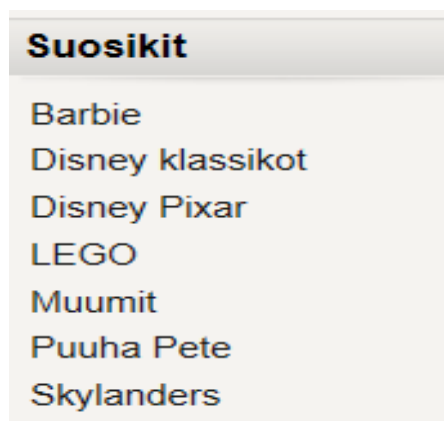 Suosikit
Barbie
Disney klassikot
Disney Pixar
LEGO
Muumit
Puuha Pete
Skylanders